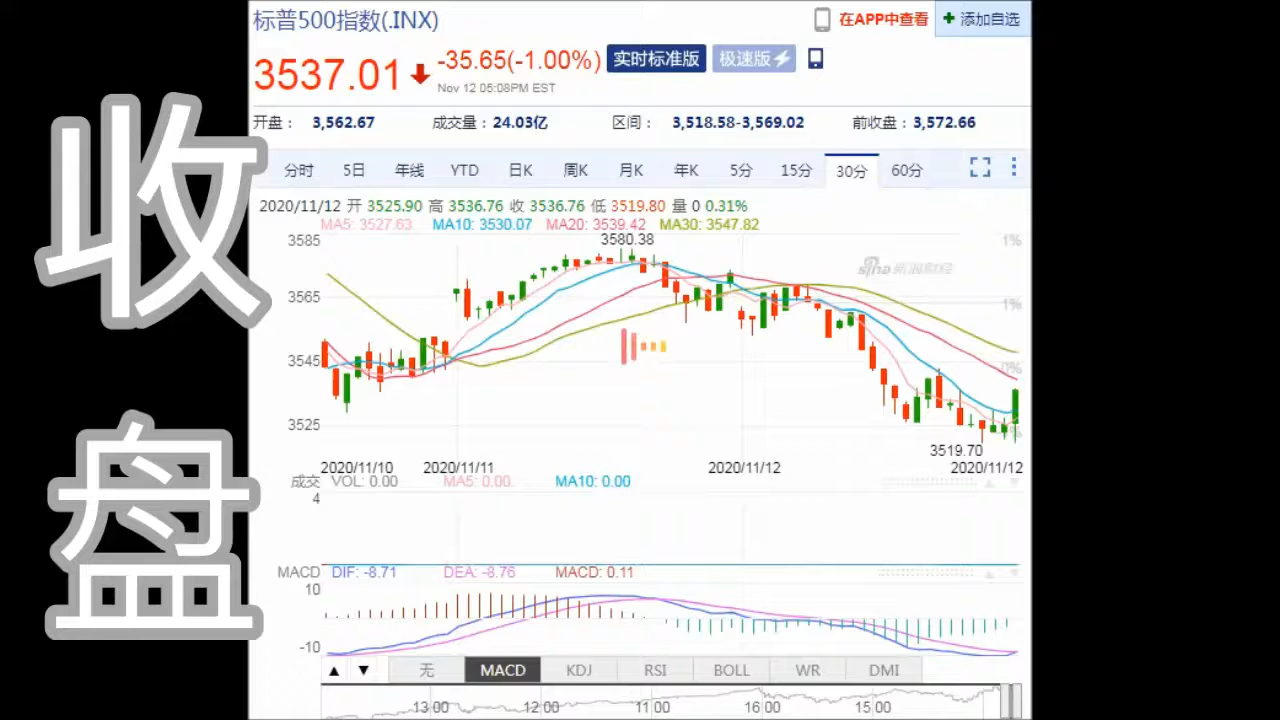 收
盘
标普500指数(.INX)
在APP中查看
+ 添加自选
3537.01
-35.65(-1.00%)
实时标准版
极速版
Nov 12 05:08PM EST
开盘： 3,562.67 成交量：24.03亿 区间： 3,518.58-3,569.02 前收盘：3,572.66
分时 5日 年线 YTD 日K 周K 月K 年K 5分 15分 30分 60分
2020/11/12 开 3525.90 高 3536.76 收 3536.76 低 3519.80 量 0 0.31%
MA5: 3527.63 MA10: 3530.07 MA20: 3539.42 MA30: 3547.82
3585 3580.38 1%
sina 新浪财经
3565 1%
3545 0%
3525
3519.70
2020/11/10 2020/11/11 2020/11/12 2020/11/12
成交 VOL: 0.00 MA5: 0.00 MA10: 0.00
4
MACD DIF: -8.71 DEA: -8.76 MACD: 0.11
10
-10
▲ ▼ 无 MACD KDJ RSI BOLL WR DMI
13:00 12:00 11:00 16:00 15:00